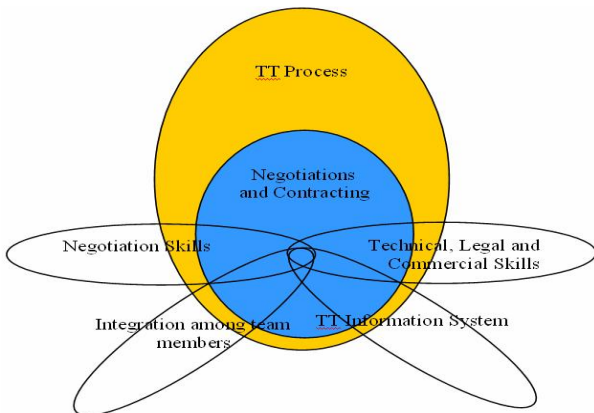 TT Process
Negotiations
and Contracting
Negotiation Skills
Technical, Legal and
Commercial Skills
Integration among team
members
TT Information System